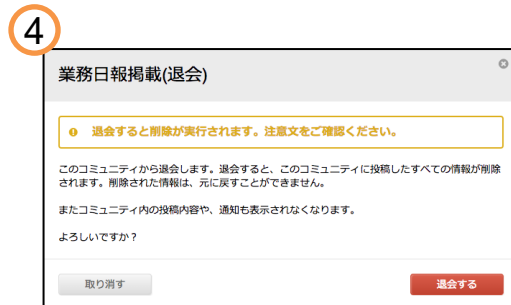 4
業務日報掲載(退会)
退会すると削除が実行されます。注意文をご確認ください。
このコミュニティから退会します。退会すると、このコミュニティに投稿したすべての情報が削除
されます。削除された情報は、元に戻すことができません。
またコミュニティ内の投稿内容や、通知も表示されなくなります。
よろしいですか？
取り消す
退会する